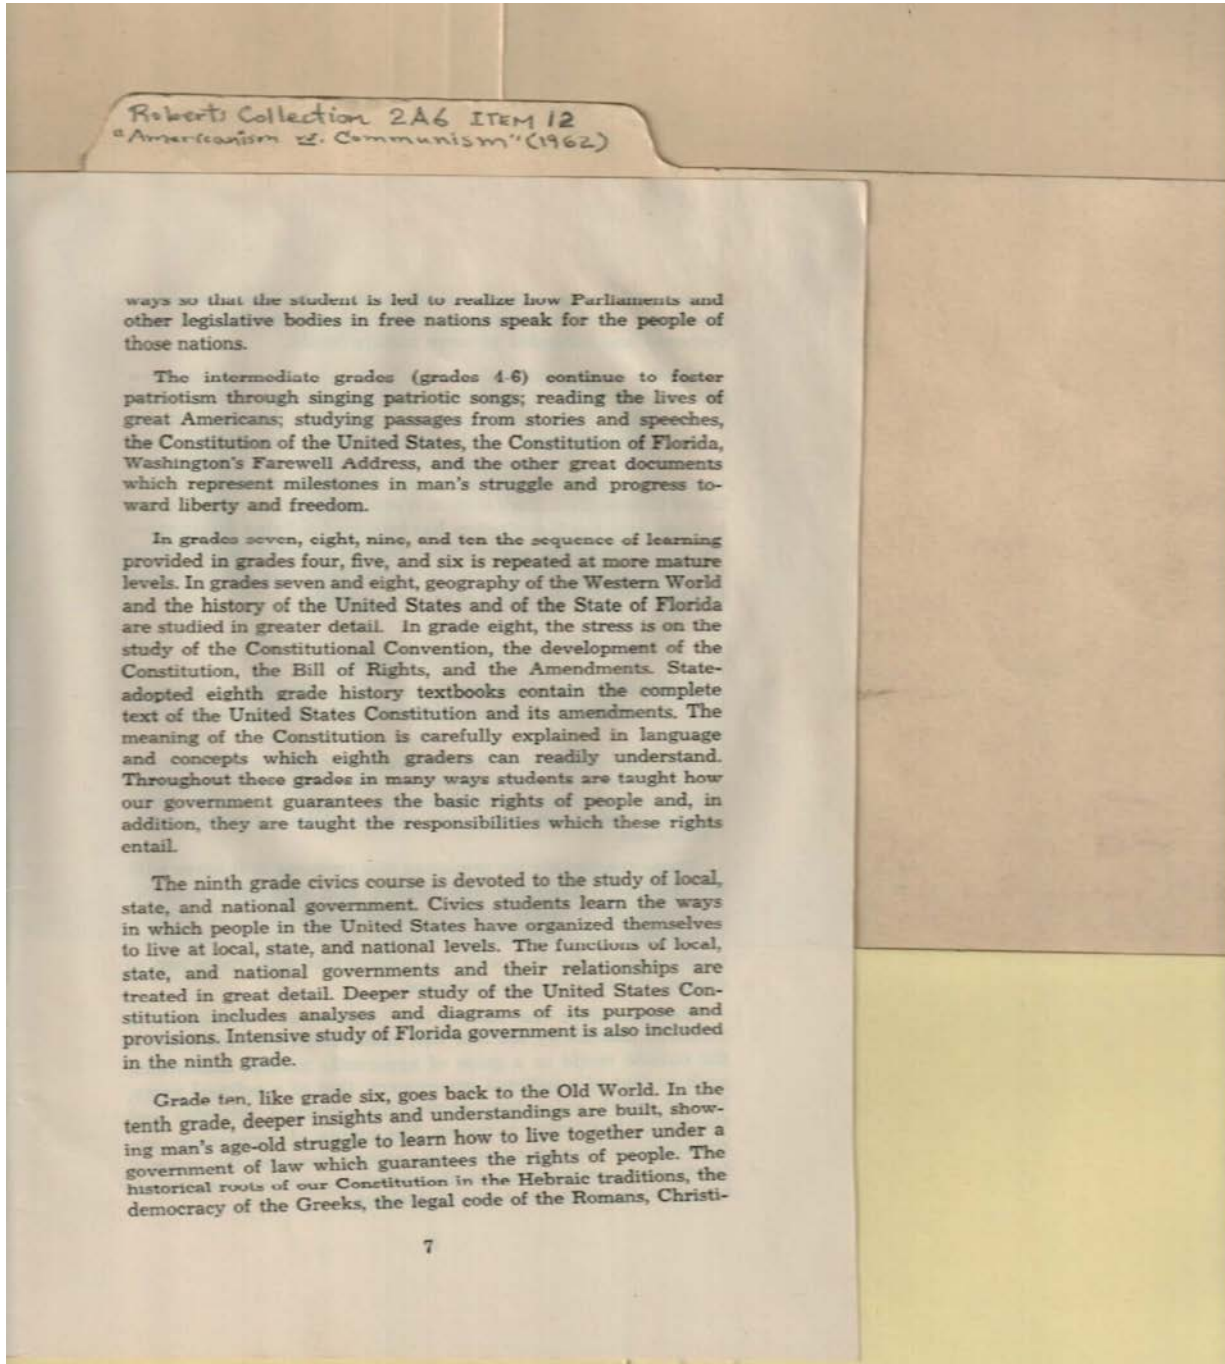 Roberts Collection 2A6 ITEM 12
"Americanism vs. Communism" (1962)
ways so that the student is led to realize how Parliaments and
other legislative bodies in free nations speak for the people of
those nations.
The intermediate grades (grades 4-6) continue to foster
patriotism through singing patriotic songs; reading the lives of
great Americans; studying passages from stories and speeches,
the Constitution of the United States, the Constitution of Florida,
Washington's Farewell Address, and the other great documents
which represent milestones in man's struggle and progress to-
ward liberty and freedom.
In grades seven, eight, nine, and ten the sequence of learning
provided in grades four, five, and six is repeated at more mature
levels. In grades seven and eight, geography of the Western World
and the history of the United States and of the State of Florida
are studied in greater detail. In grade eight, the stress is on the
study of the Constitutional Convention, the development of the
Constitution, the Bill of Rights, and the Amendments. State-
adopted eighth grade history textbooks contain the complete
text of the United States Constitution and its amendments. The
meaning of the Constitution is carefully explained in language
and concepts which eighth graders can readily understand.
Throughout these grades in many ways students are taught how
our government guarantees the basic rights of people and, in
addition, they are taught the responsibilities which these rights
entail.
The ninth grade civics course is devoted to the study of local,
state, and national government. Civics students learn the ways
in which people in the United States have organized themselves
to live at local, state, and national levels. The functions of local,
state, and national governments and their relationships are
treated in great detail. Deeper study of the United States Con-
stitution includes analyses and diagrams of its purpose and
provisions. Intensive study of Florida government is also included
in the ninth grade.
Grade ten, like grade six, goes back to the Old World. In the
tenth grade, deeper insights and understandings are built, show-
ing man's age-old struggle to learn how to live together under a
government of law which guarantees the rights of people. The
historical roots of our Constitution in the Hebraic traditions, the
democracy of the Greeks, the legal code of the Romans, Christi-
7